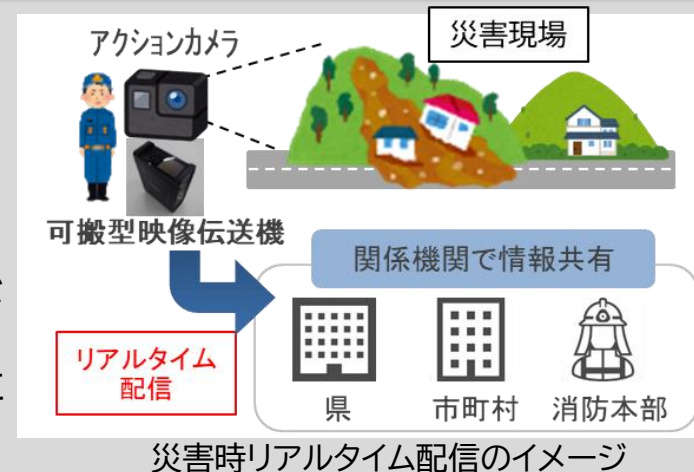 アクションカメラ
災害現場
可搬型映像伝送機
関係機関で情報共有
リアルタイム
配信
県
市町村
消防本部
災害時リアルタイム配信のイメージ